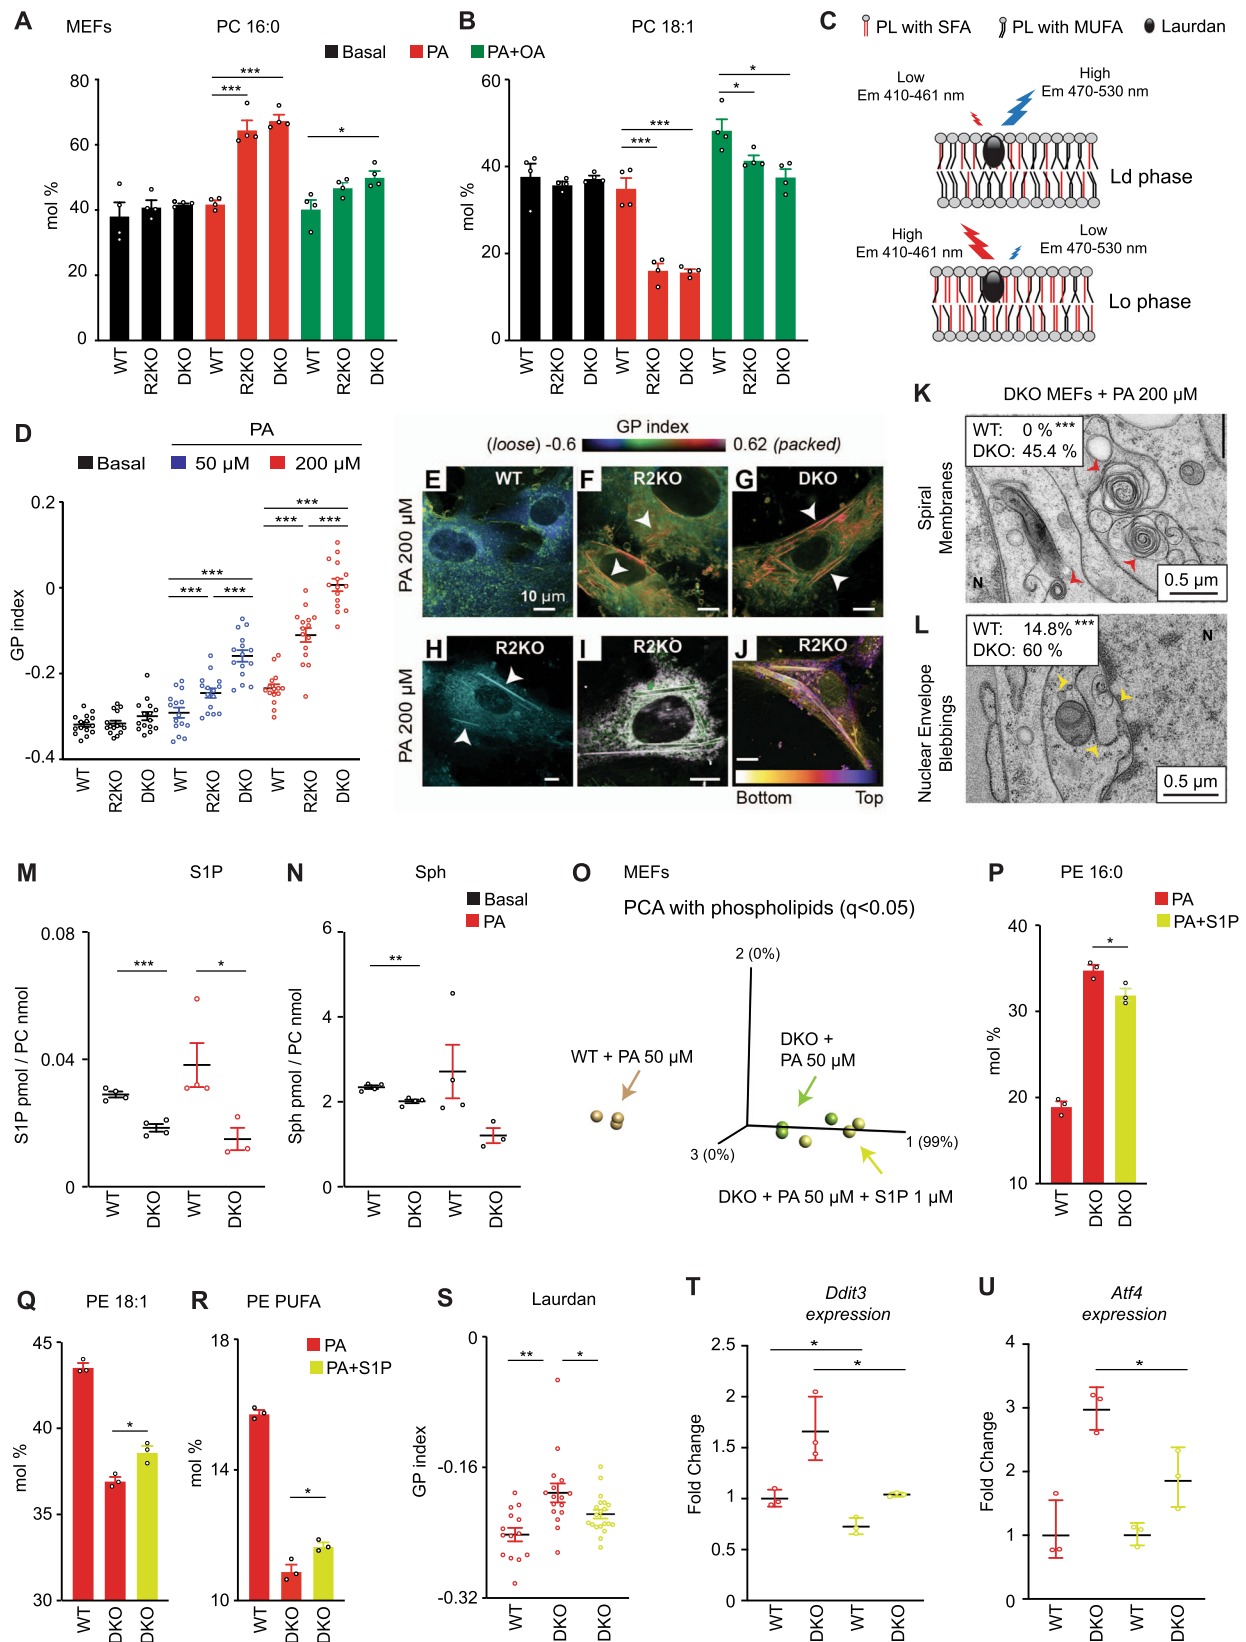 A MEFs PC 16:0
Basal PA PA+OA
***
***
*
80
60
40
20
0
mol %
WT R2KO DKO WT R2KO DKO WT R2KO DKO
B PC 18:1
***
***
*
*
60
40
20
0
mol %
WT R2KO DKO WT R2KO DKO WT R2KO DKO
C PL with SFA PL with MUFA Laurdan
Low
Em 410-461 nm
High
Em 470-530 nm
Ld phase
High
Em 410-461 nm
Low
Em 470-530 nm
Lo phase
D PA
Basal 50 µM 200 µM
0.2
0
-0.2
-0.4
GP index
***
*** ***
***
*** ***
WT R2KO DKO WT R2KO DKO WT R2KO DKO
GP index
(loose) -0.6 0.62 (packed)
PA 200 µM
E WT
10 µm
F R2KO
G DKO
PA 200 µM
H R2KO
I R2KO
J R2KO
Bottom Top
K DKO MEFs + PA 200 µM
Spiral
Membranes
WT: 0 % ***
DKO: 45.4 %
N
0.5 µm
L
Nuclear Envelope
Blebbings
WT: 14.8% ***
DKO: 60 %
N
0.5 µm
M S1P
0.08
0.04
0
S1P pmol / PC nmol
*** *
WT DKO WT DKO
N Sph
Basal
PA
6
4
2
0
Sph pmol / PC nmol
**
WT DKO WT DKO
O MEFs
PCA with phospholipids (q<0.05)
2 (0%)
WT + PA 50 µM
DKO +
PA 50 µM
1 (99%)
3 (0%)
DKO + PA 50 µM + S1P 1 µM
P PE 16:0
PA
PA+S1P
*
40
30
20
10
mol %
WT DKO DKO
Q PE 18:1
45
40
35
30
mol %
*
WT DKO DKO
R PE PUFA
PA
PA+S1P
18
14
10
mol %
*
WT DKO DKO
S Laurdan
0
-0.16
-0.32
GP index
** *
WT DKO DKO
T Ddit3
expression
2.5
2
1.5
1
0.5
0
Fold Change
*
*
WT DKO WT DKO
U Atf4
expression
4
3
2
1
0
Fold Change
*
WT DKO WT DKO